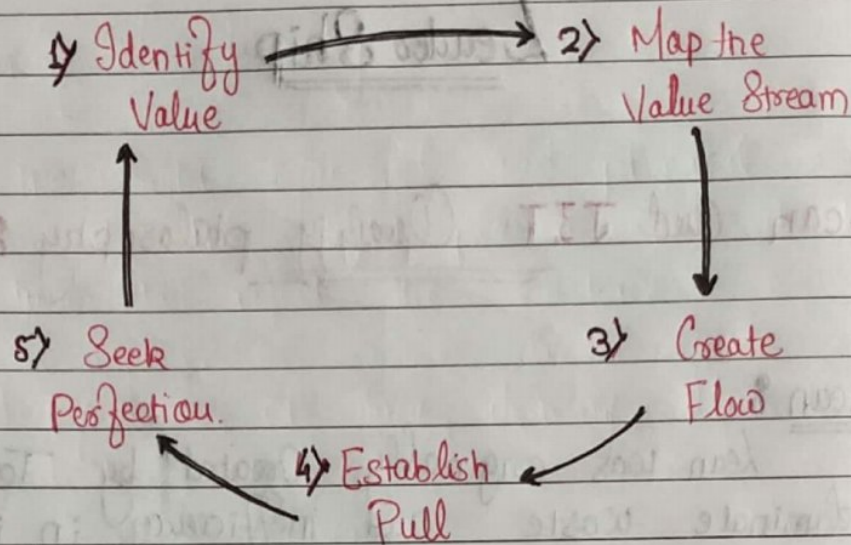 1) Identify
Value
2) Map the
Value Stream
3) Create
Flow
4) Establish
Pull
5) Seek
Perfection.